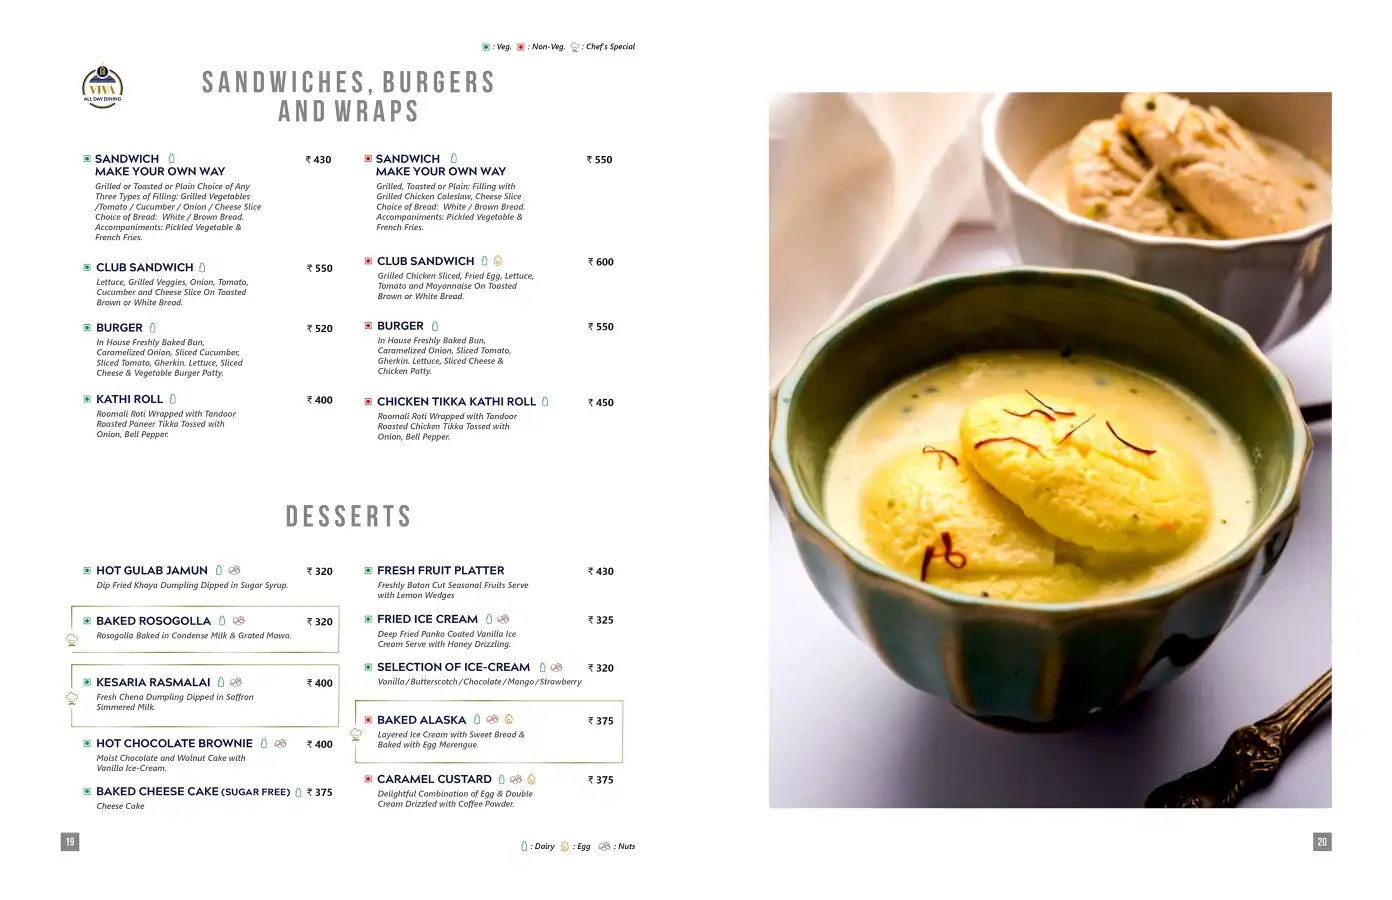 : Veg. : Non-Veg. : Chef's Special
VIVA
ALL DAY DINING
SANDWICHES, BURGERS
AND WRAPS
SANDWICH
MAKE YOUR OWN WAY
₹ 430
Grilled or Toasted or Plain Choice of Any
Three Types of Filling: Grilled Vegetables
/Tomato / Cucumber / Onion / Cheese Slice
Choice of Bread: White / Brown Bread.
Accompaniments: Pickled Vegetable &
French Fries.
CLUB SANDWICH ₹ 550
Lettuce, Grilled Veggies, Onion, Tomato,
Cucumber and Cheese Slice On Toasted
Brown or White Bread.
BURGER ₹ 520
In House Freshly Baked Bun,
Caramelized Onion, Sliced Cucumber,
Sliced Tomato, Gherkin. Lettuce, Sliced
Cheese & Vegetable Burger Patty.
KATHI ROLL ₹ 400
Roomali Roti Wrapped with Tandoor
Roasted Paneer Tikka Tossed with
Onion, Bell Pepper.
SANDWICH
MAKE YOUR OWN WAY
₹ 550
Grilled, Toasted or Plain: Filling with
Grilled Chicken Coleslaw, Cheese Slice
Choice of Bread: White / Brown Bread.
Accompaniments: Pickled Vegetable &
French Fries.
CLUB SANDWICH ₹ 600
Grilled Chicken Sliced, Fried Egg, Lettuce,
Tomato and Mayonnaise On Toasted
Brown or White Bread.
BURGER ₹ 550
In House Freshly Baked Bun,
Caramelized Onion, Sliced Tomato,
Gherkin. Lettuce, Sliced Cheese &
Chicken Patty.
CHICKEN TIKKA KATHI ROLL ₹ 450
Roomali Roti Wrapped with Tandoor
Roasted Chicken Tikka Tossed with
Onion, Bell Pepper.
DESSERTS
HOT GULAB JAMUN ₹ 320
Dip Fried Khoya Dumpling Dipped in Sugar Syrup.
BAKED ROSOGOLLA ₹ 320
Rosogolla Baked in Condense Milk & Grated Mawa.
KESARIA RASMALAI ₹ 400
Fresh Chena Dumpling Dipped in Saffron
Simmered Milk.
HOT CHOCOLATE BROWNIE ₹ 400
Moist Chocolate and Walnut Cake with
Vanilla Ice-Cream.
BAKED CHEESE CAKE (SUGAR FREE) ₹ 375
Cheese Cake
FRESH FRUIT PLATTER ₹ 430
Freshly Baton Cut Seasonal Fruits Serve
with Lemon Wedges
FRIED ICE CREAM ₹ 325
Deep Fried Panko Coated Vanilla Ice
Cream Serve with Honey Drizzling.
SELECTION OF ICE-CREAM ₹ 320
Vanilla / Butterscotch / Chocolate / Mango / Strawberry
BAKED ALASKA ₹ 375
Layered Ice Cream with Sweet Bread &
Baked with Egg Merengue.
CARAMEL CUSTARD ₹ 375
Delightful Combination of Egg & Double
Cream Drizzled with Coffee Powder.
19
: Dairy : Egg : Nuts
20